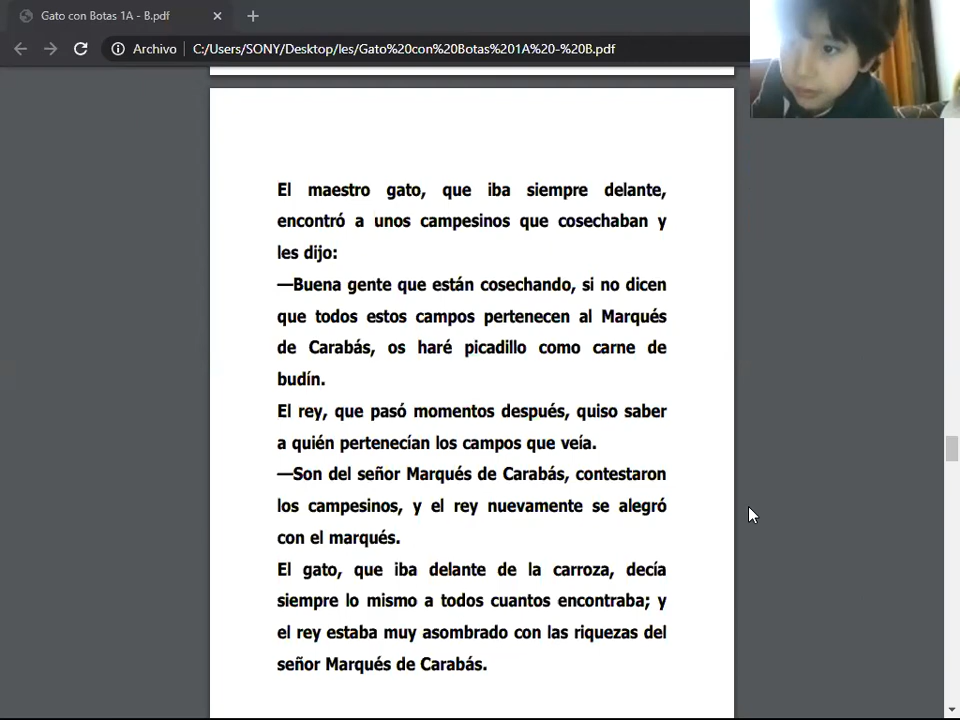 Gato con Botas 1A - B.pdf
Archivo
C:/Users/SONY/Desktop/les/Gato%20con%20Botas%201A%20-%20B.pdf
El maestro gato, que iba siempre delante,
encontró a unos campesinos que cosechaban y
les dijo:
—Buena gente que están cosechando, si no dicen
que todos estos campos pertenecen al Marqués
de Carabás, os haré picadillo como carne de
budín.
El rey, que pasó momentos después, quiso saber
a quién pertenecían los campos que veía.
—Son del señor Marqués de Carabás, contestaron
los campesinos, y el rey nuevamente se alegró
con el marqués.
El gato, que iba delante de la carroza, decía
siempre lo mismo a todos cuantos encontraba; y
el rey estaba muy asombrado con las riquezas del
señor Marqués de Carabás.